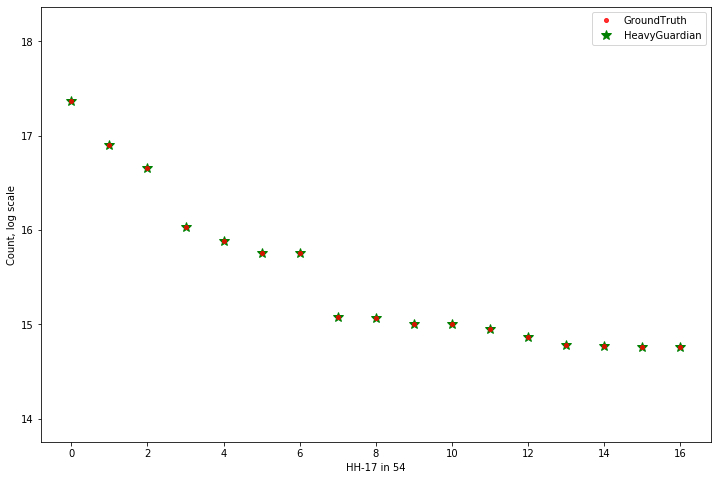 GroundTruth
HeavyGuardian
Count, log scale
18
17
16
15
14
0 2 4 6 8 10 12 14 16
HH-17 in 54